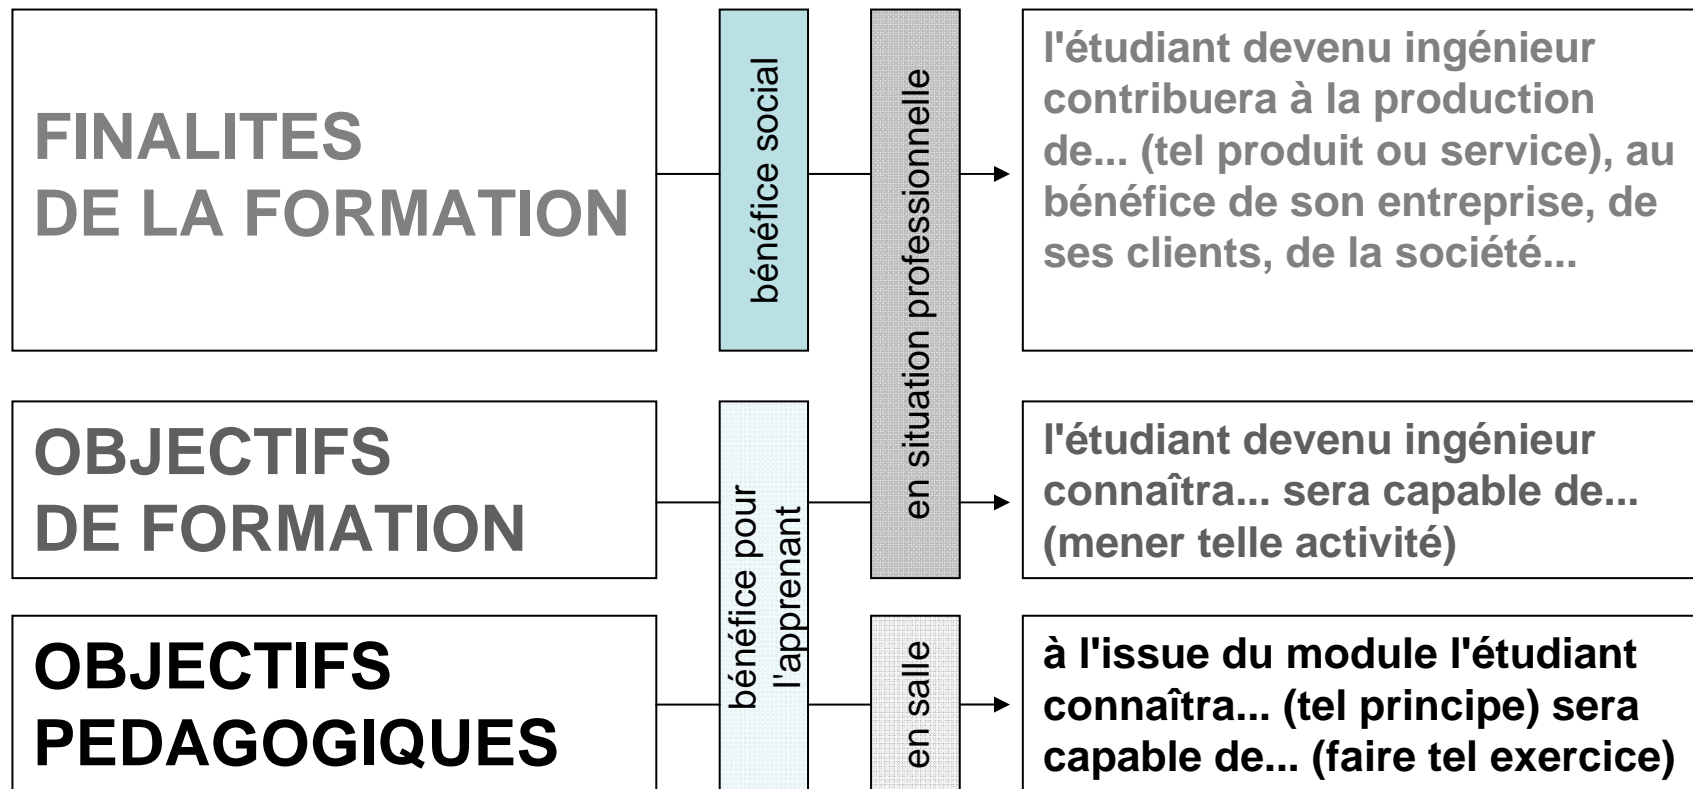 FINALITES
DE LA FORMATION
bénéfice social
en situation professionnelle
l'étudiant devenu ingénieur
contribuera à la production
de... (tel produit ou service), au
bénéfice de son entreprise, de
ses clients, de la société...
OBJECTIFS
DE FORMATION
bénéfice pour
l'apprenant
l'étudiant devenu ingénieur
connaîtra... sera capable de...
(mener telle activité)
OBJECTIFS
PEDAGOGIQUES
en salle
à l'issue du module l'étudiant
connaîtra... (tel principe) sera
capable de... (faire tel exercice)